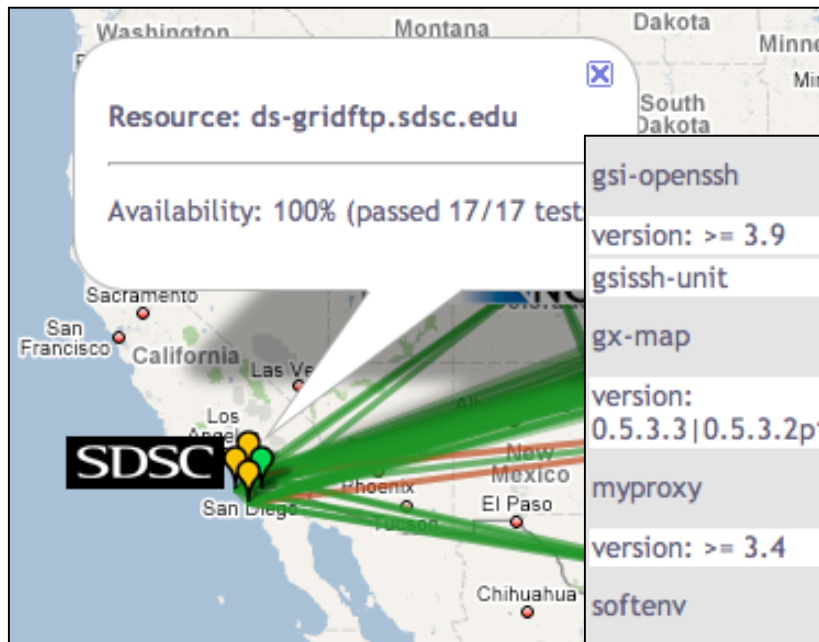 Washington
Montana
Dakota
Minne
Resource: ds-gridftp.sdsc.edu
South
Dakota
Availability: 100% (passed 17/17 test
gsi-openssh
version: >= 3.9
gsissh-unit
gx-map
version:
0.5.3.3|0.5.3.2p
myproxy
version: >= 3.4
softenv
Sacramento
San
Francisco
California
Las Ve
Los
SDSC
San Diego
Phoenix
Tucson
New
Mexico
El Paso
Chihuahua